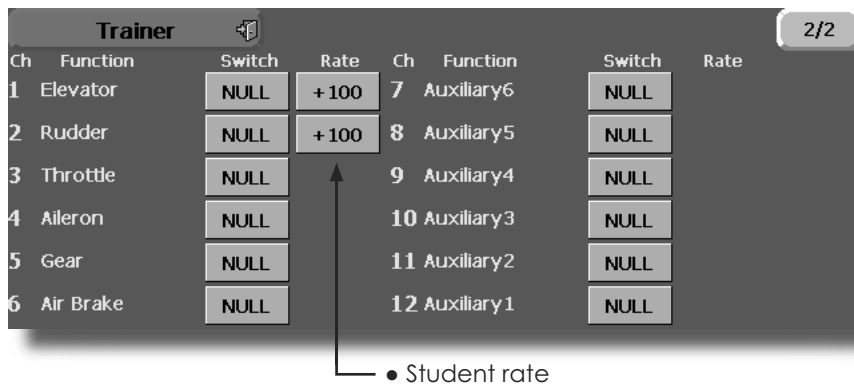 Trainer 2/2
Ch Function Switch Rate Ch Function Switch Rate
1 Elevator NULL +100 7 Auxiliary6 NULL
2 Rudder NULL +100 8 Auxiliary5 NULL
3 Throttle NULL 9 Auxiliary4 NULL
4 Aileron NULL 10 Auxiliary3 NULL
5 Gear NULL 11 Auxiliary2 NULL
6 Air Brake NULL 12 Auxiliary1 NULL
● Student rate